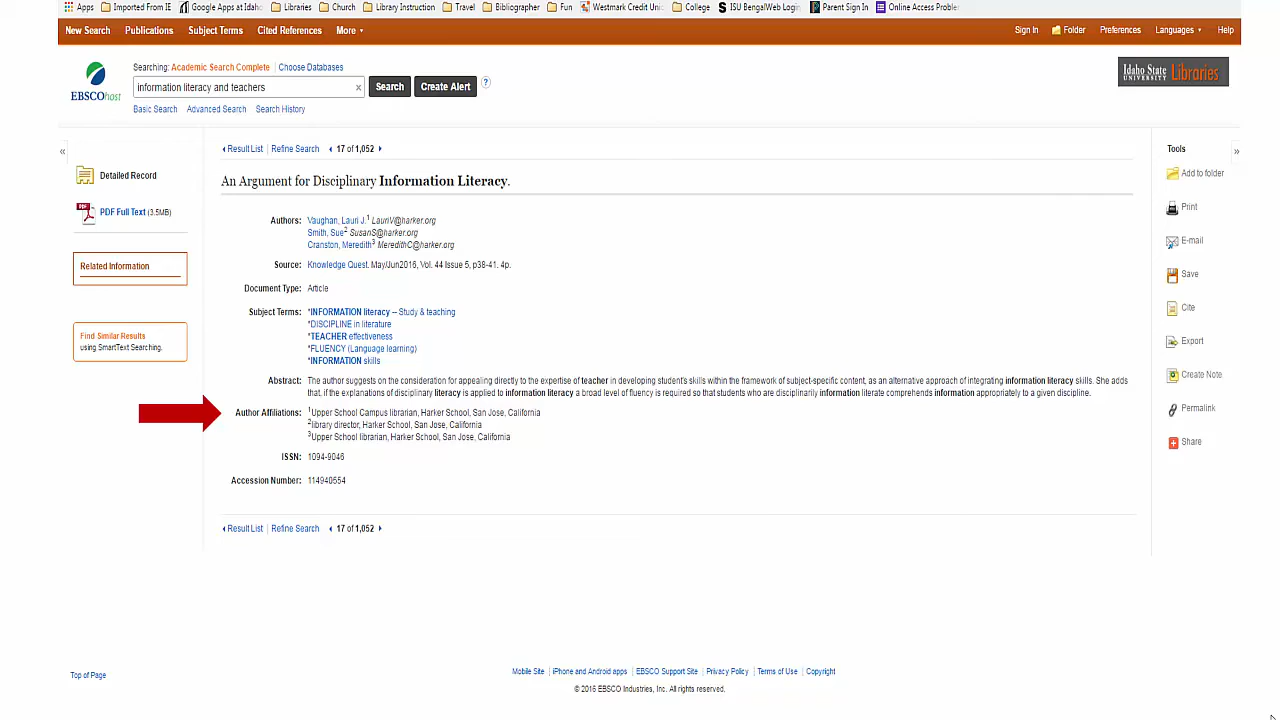 Apps Imported From IE Google Apps at Idaho Libraries Church Library Instruction Travel Bibliographer Fun Westmark Credit Uni College ISU BengalWeb Login Parent Sign In Online Access Proble
New Search Publications Subject Terms Cited References More Sign In Folder Preferences Languages Help
Searching: Academic Search Complete Choose Databases
information literacy and teachers × Search Create Alert ?
EBSCOhost
Idaho State UNIVERSITY Libraries
Basic Search Advanced Search Search History
« Result List Refine Search 17 of 1,052 Tools »
Detailed Record
Add to folder
An Argument for Disciplinary Information Literacy.
PDF Full Text (3.5MB)
Print
Authors: Vaughan, Lauri J.1 LauriV@harker.org
Smith, Sue2 SusanS@harker.org
Cranston, Meredith3 MeredithC@harker.org
E-mail
Related Information
Source: Knowledge Quest. May/Jun2016, Vol. 44 Issue 5, p38-41. 4p.
Save
Document Type: Article
Cite
Subject Terms: *INFORMATION literacy -- Study & teaching
*DISCIPLINE in literature
*TEACHER effectiveness
*FLUENCY (Language learning)
*INFORMATION skills
Find Similar Results
using SmartText Searching.
Export
Create Note
Abstract: The author suggests on the consideration for appealing directly to the expertise of teacher in developing student's skills within the framework of subject-specific content, as an alternative approach of integrating information literacy skills. She adds
that, if the explanations of disciplinary literacy is applied to information literacy a broad level of fluency is required so that students who are disciplinarily information literate comprehends information appropriately to a given discipline.
Permalink
Author Affiliations: 1Upper School Campus librarian, Harker School, San Jose, California
2library director, Harker School, San Jose, California
3Upper School librarian, Harker School, San Jose, California
Share
ISSN: 1094-9046
Accession Number: 114940554
Result List Refine Search 17 of 1,052
Top of Page
Mobile Site iPhone and Android apps EBSCO Support Site Privacy Policy Terms of Use Copyright
© 2016 EBSCO Industries, Inc. All rights reserved.